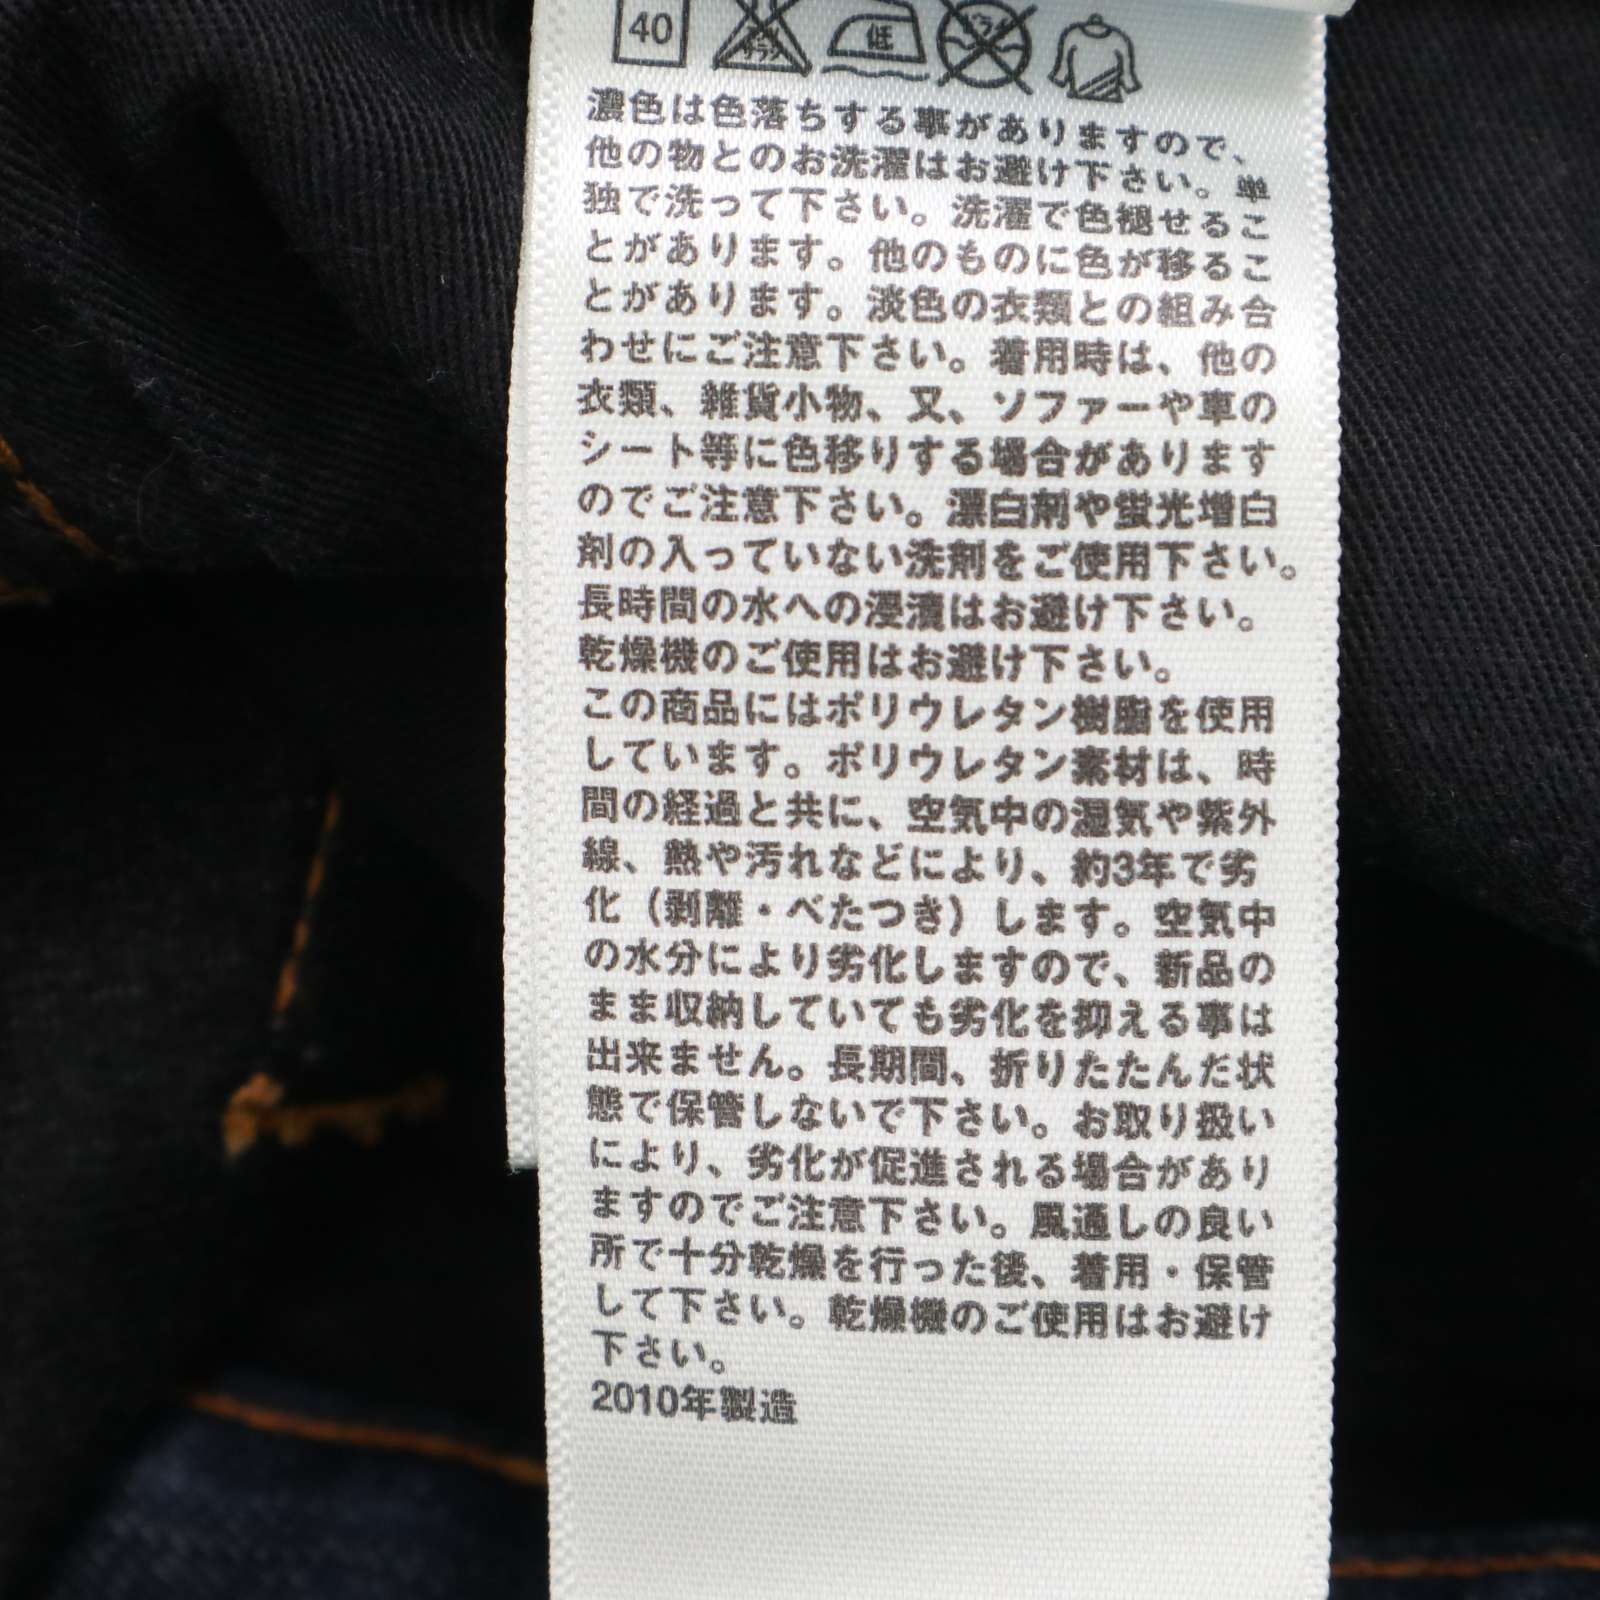 40
低
ドライ
濃色は色落ちする事がありますので、
他の物とのお洗濯はお避け下さい。単
独で洗って下さい。洗濯で色褪せるこ
とがあります。他のものに色が移るこ
とがあります。淡色の衣類との組み合
わせにご注意下さい。着用時は、他の
衣類、雑貨小物、又、ソファーや車の
シート等に色移りする場合があります
のでご注意下さい。漂白剤や蛍光増白
剤の入っていない洗剤をご使用下さい。
長時間の水への浸漬はお避け下さい。
乾燥機のご使用はお避け下さい。
この商品にはポリウレタン樹脂を使用
しています。ポリウレタン素材は、時
間の経過と共に、空気中の湿気や紫外
線、熱や汚れなどにより、約3年で劣
化（剥離・べたつき）します。空気中
の水分により劣化しますので、新品の
まま収納していても劣化を抑える事は
出来ません。長期間、折りたたんだ状
態で保管しないで下さい。お取り扱い
により、劣化が促進される場合があり
ますのでご注意下さい。風通しの良い
所で十分乾燥を行った後、着用・保管
して下さい。乾燥機のご使用はお避け
下さい。
2010年製造